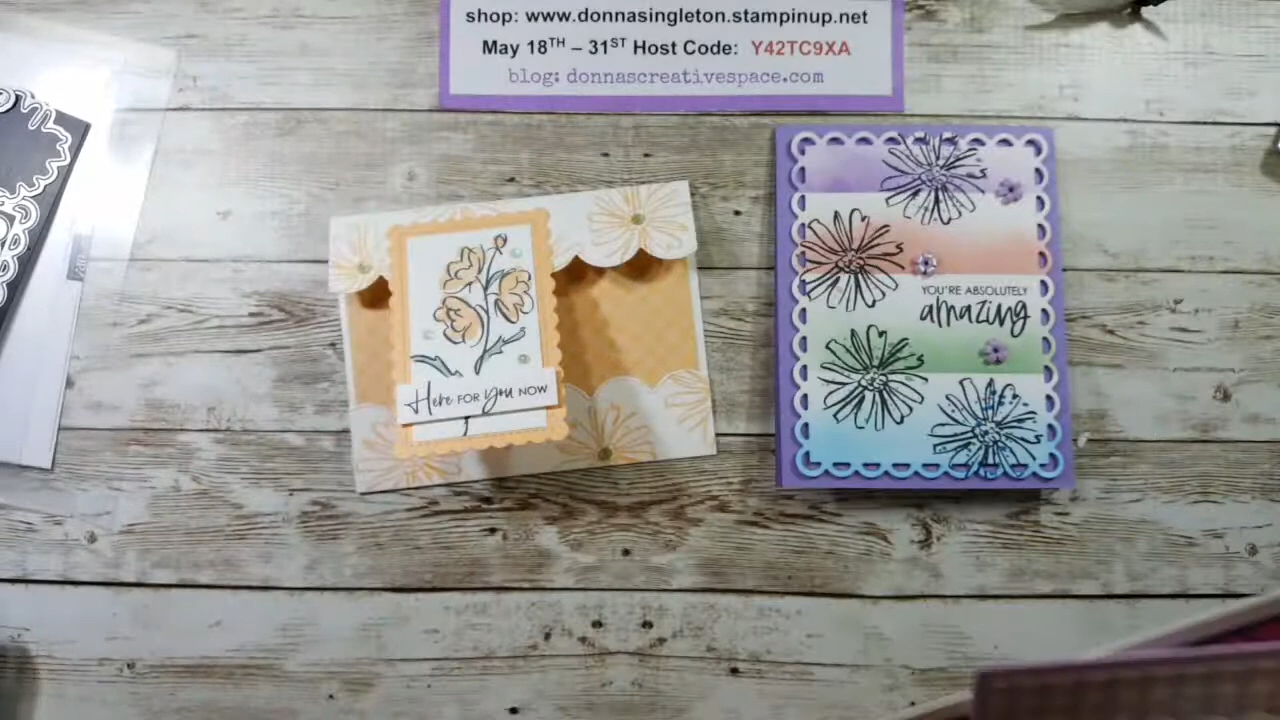 shop: www.donnasingleton.stampinup.net
May 18TH – 31ST Host Code: Y42TC9XA
blog: donnascreativespace.com
Here FOR you NOW
YOU'RE ABSOLUTELY
amazing